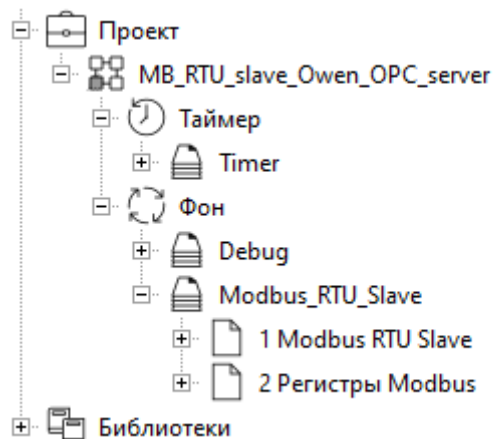 Проект
MB_RTU_slave_Owen_OPC_server
Таймер
Timer
Фон
Debug
Modbus_RTU_Slave
1 Modbus RTU Slave
2 Регистры Modbus
Библиотеки